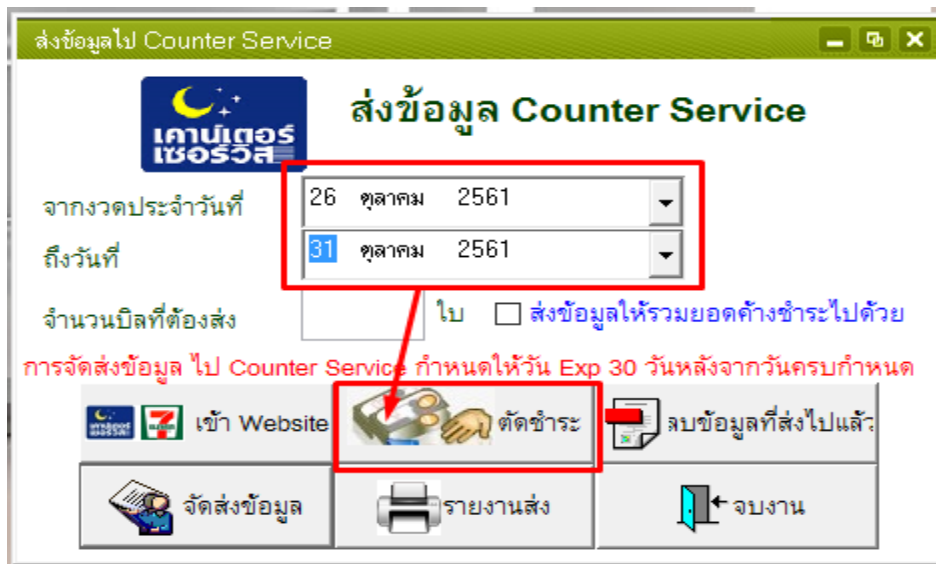 ส่งข้อมูลไป Counter Service
เคาน์เตอร์
เซอร์วิส
ส่งข้อมูล Counter Service
จากงวดประจำวันที่ 26 ตุลาคม 2561
ถึงวันที่ 31 ตุลาคม 2561
จำนวนบิลที่ต้องส่ง ใบ ส่งข้อมูลให้รวมยอดค้างชำระไปด้วย
การจัดส่งข้อมูล ไป Counter Service กำหนดให้วัน Exp 30 วันหลังจากวันครบกำหนด
เข้า Website ตัดชำระ ลบข้อมูลที่ส่งไปแล้ว
จัดส่งข้อมูล รายงานส่ง จบงาน